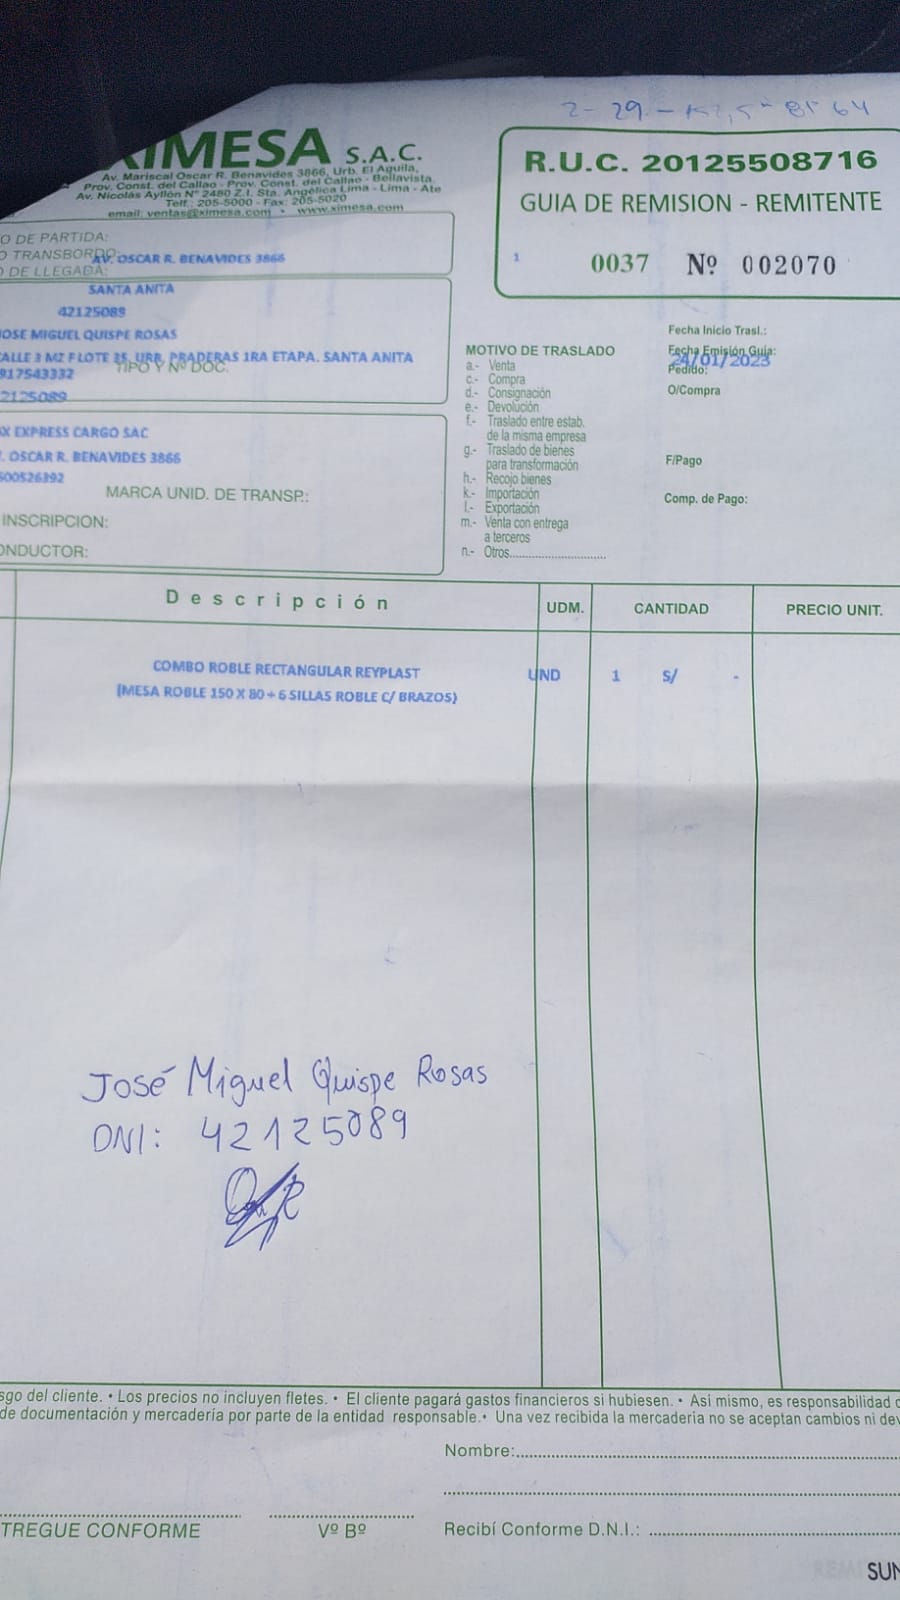 XIMESA S.A.C.
Av. Mariscal Oscar R. Benavides 3866, Urb. El Aguila,
Prov. Const. del Callao - Prov. Const. del Callao - Bellavista.
Av. Nicolás Ayllón Nº 2480 Z.I. Sta. Angélica Lima - Lima - Ate
Telf.: 205-5000 - Fax: 205-5020
email: ventas@ximesa.com • www.ximesa.com
R.U.C. 20125508716
GUIA DE REMISION - REMITENTE
1 0037 Nº 002070
O DE PARTIDA:
O TRANSBORDO:
AV. OSCAR R. BENAVIDES 3866
O DE LLEGADA:
SANTA ANITA
42125089
JOSE MIGUEL QUISPE ROSAS
CALLE 3 MZ F LOTE 25, URB, PRADERAS 1RA ETAPA. SANTA ANITA
TIPO Y Nº DOC.
917543332
42125089
X EXPRESS CARGO SAC
. OSCAR R. BENAVIDES 3866
600526392
MARCA UNID. DE TRANSP.:
INSCRIPCION:
ONDUCTOR:
MOTIVO DE TRASLADO
a.- Venta
c.- Compra
d.- Consignación
e.- Devolución
f.- Traslado entre estab.
de la misma empresa
g.- Traslado de bienes
para transformación
h.- Recojo bienes
k.- Importación
l.- Exportación
m.- Venta con entrega
a terceros
n.- Otros
Fecha Inicio Trasl.:
Fecha Emisión Guia:
24/01/2023
Pedido:
O/Compra
F/Pago
Comp. de Pago:
Descripción UDM. CANTIDAD PRECIO UNIT.
COMBO ROBLE RECTANGULAR REYPLAST UND 1 S/ -
(MESA ROBLE 150 X 80 + 6 SILLAS ROBLE C/ BRAZOS)
José Miguel Quispe Rosas
DNI: 42125089
sgo del cliente. • Los precios no incluyen fletes. • El cliente pagará gastos financieros si hubiesen. • Asi mismo, es responsabilidad
de documentación y mercadería por parte de la entidad responsable. • Una vez recibida la mercaderia no se aceptan cambios ni dev
Nombre:
TREGUE CONFORME Vº Bº Recibí Conforme D.N.I.:
SUN